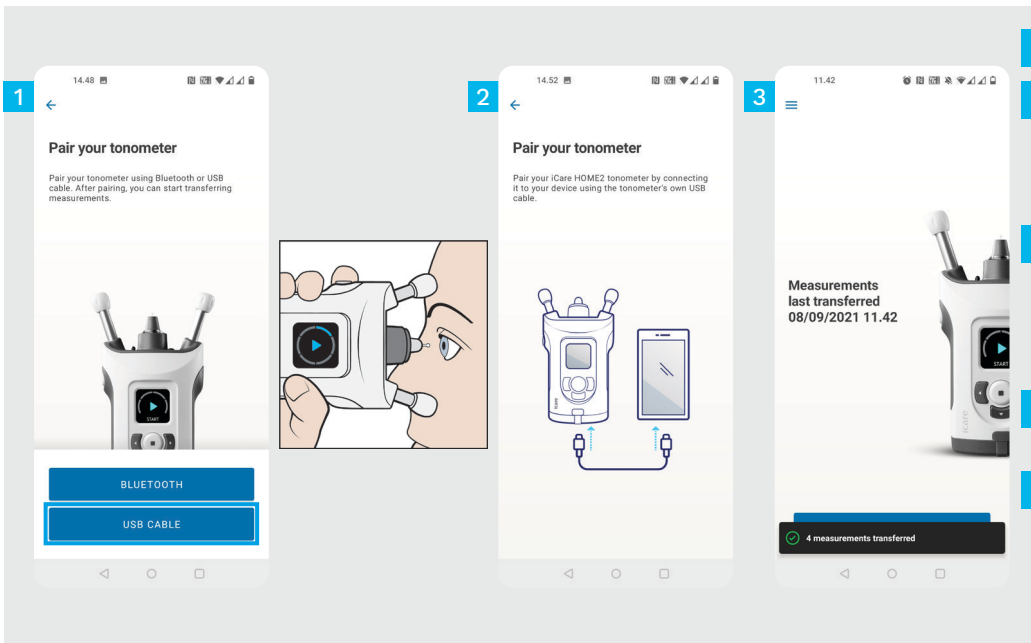 1
14.48
Pair your tonometer
Pair your tonometer using Bluetooth or USB
cable. After pairing, you can start transferring
measurements.
START
BLUETOOTH
USB CABLE
2
14.52
Pair your tonometer
Pair your iCare HOME2 tonometer by connecting
it to your device using the tonometer's own USB
cable.
icare
3
11.42
Measurements
last transferred
08/09/2021 11.42
START
icare
4 measurements transferred